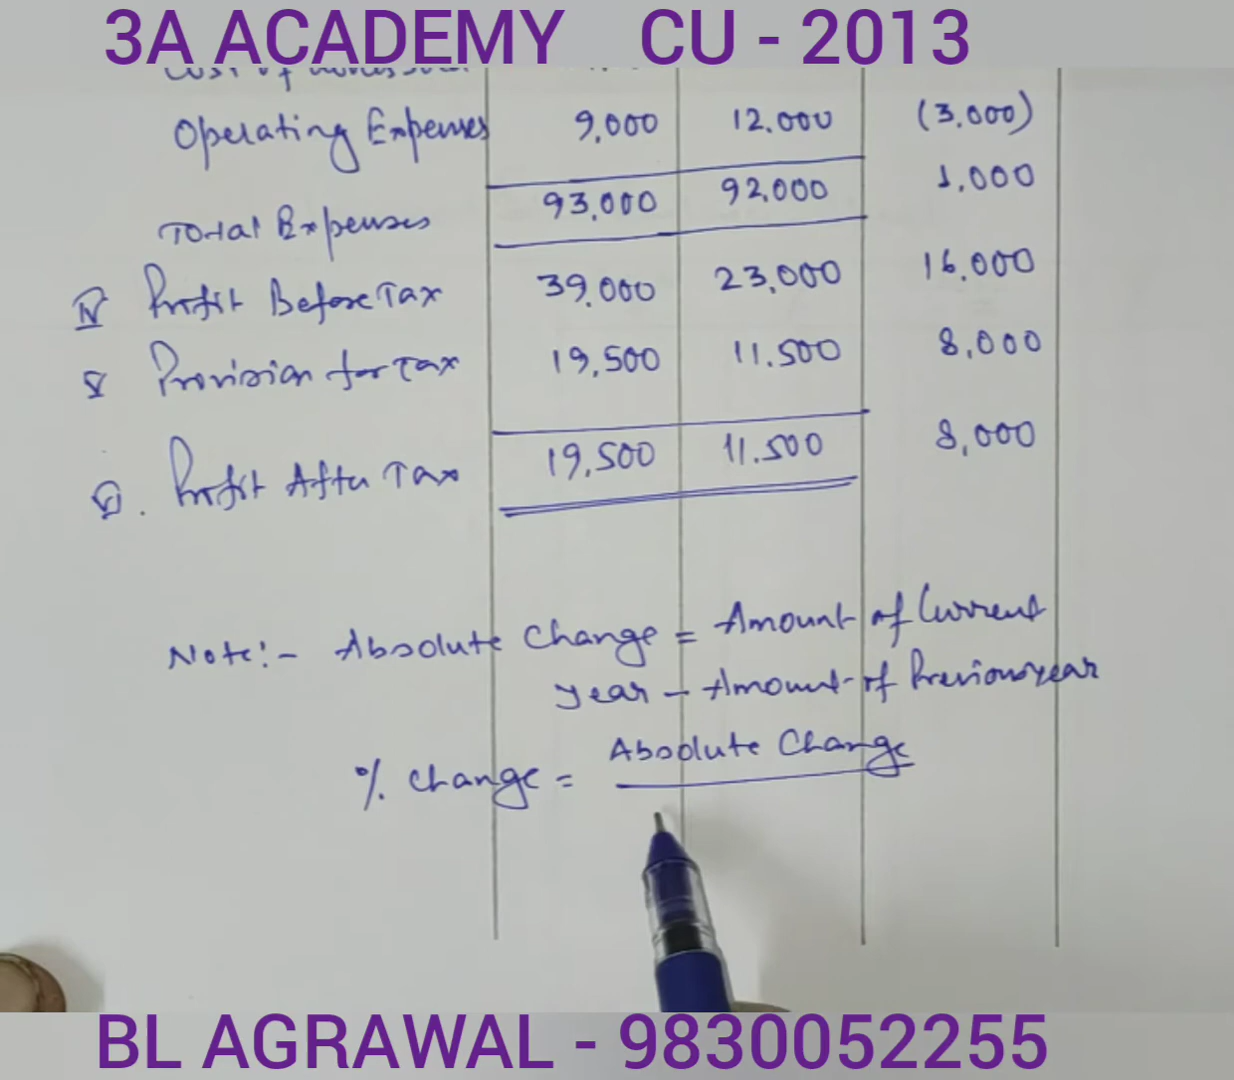 3A ACADEMY CU - 2013
Operating Expenses 9,000 12.000 (3.000)
Total Expenses 93,000 92,000 1,000
IV Profit Before Tax 39,000 23,000 16,000
V Provision for Tax 19,500 11.500 8,000
VI. Profit After Tax 19,500 11.500 8,000
Note:- Absolute Change = Amount of Current
year - Amount of Previous year
% Change = Absolute Change
BL AGRAWAL - 9830052255